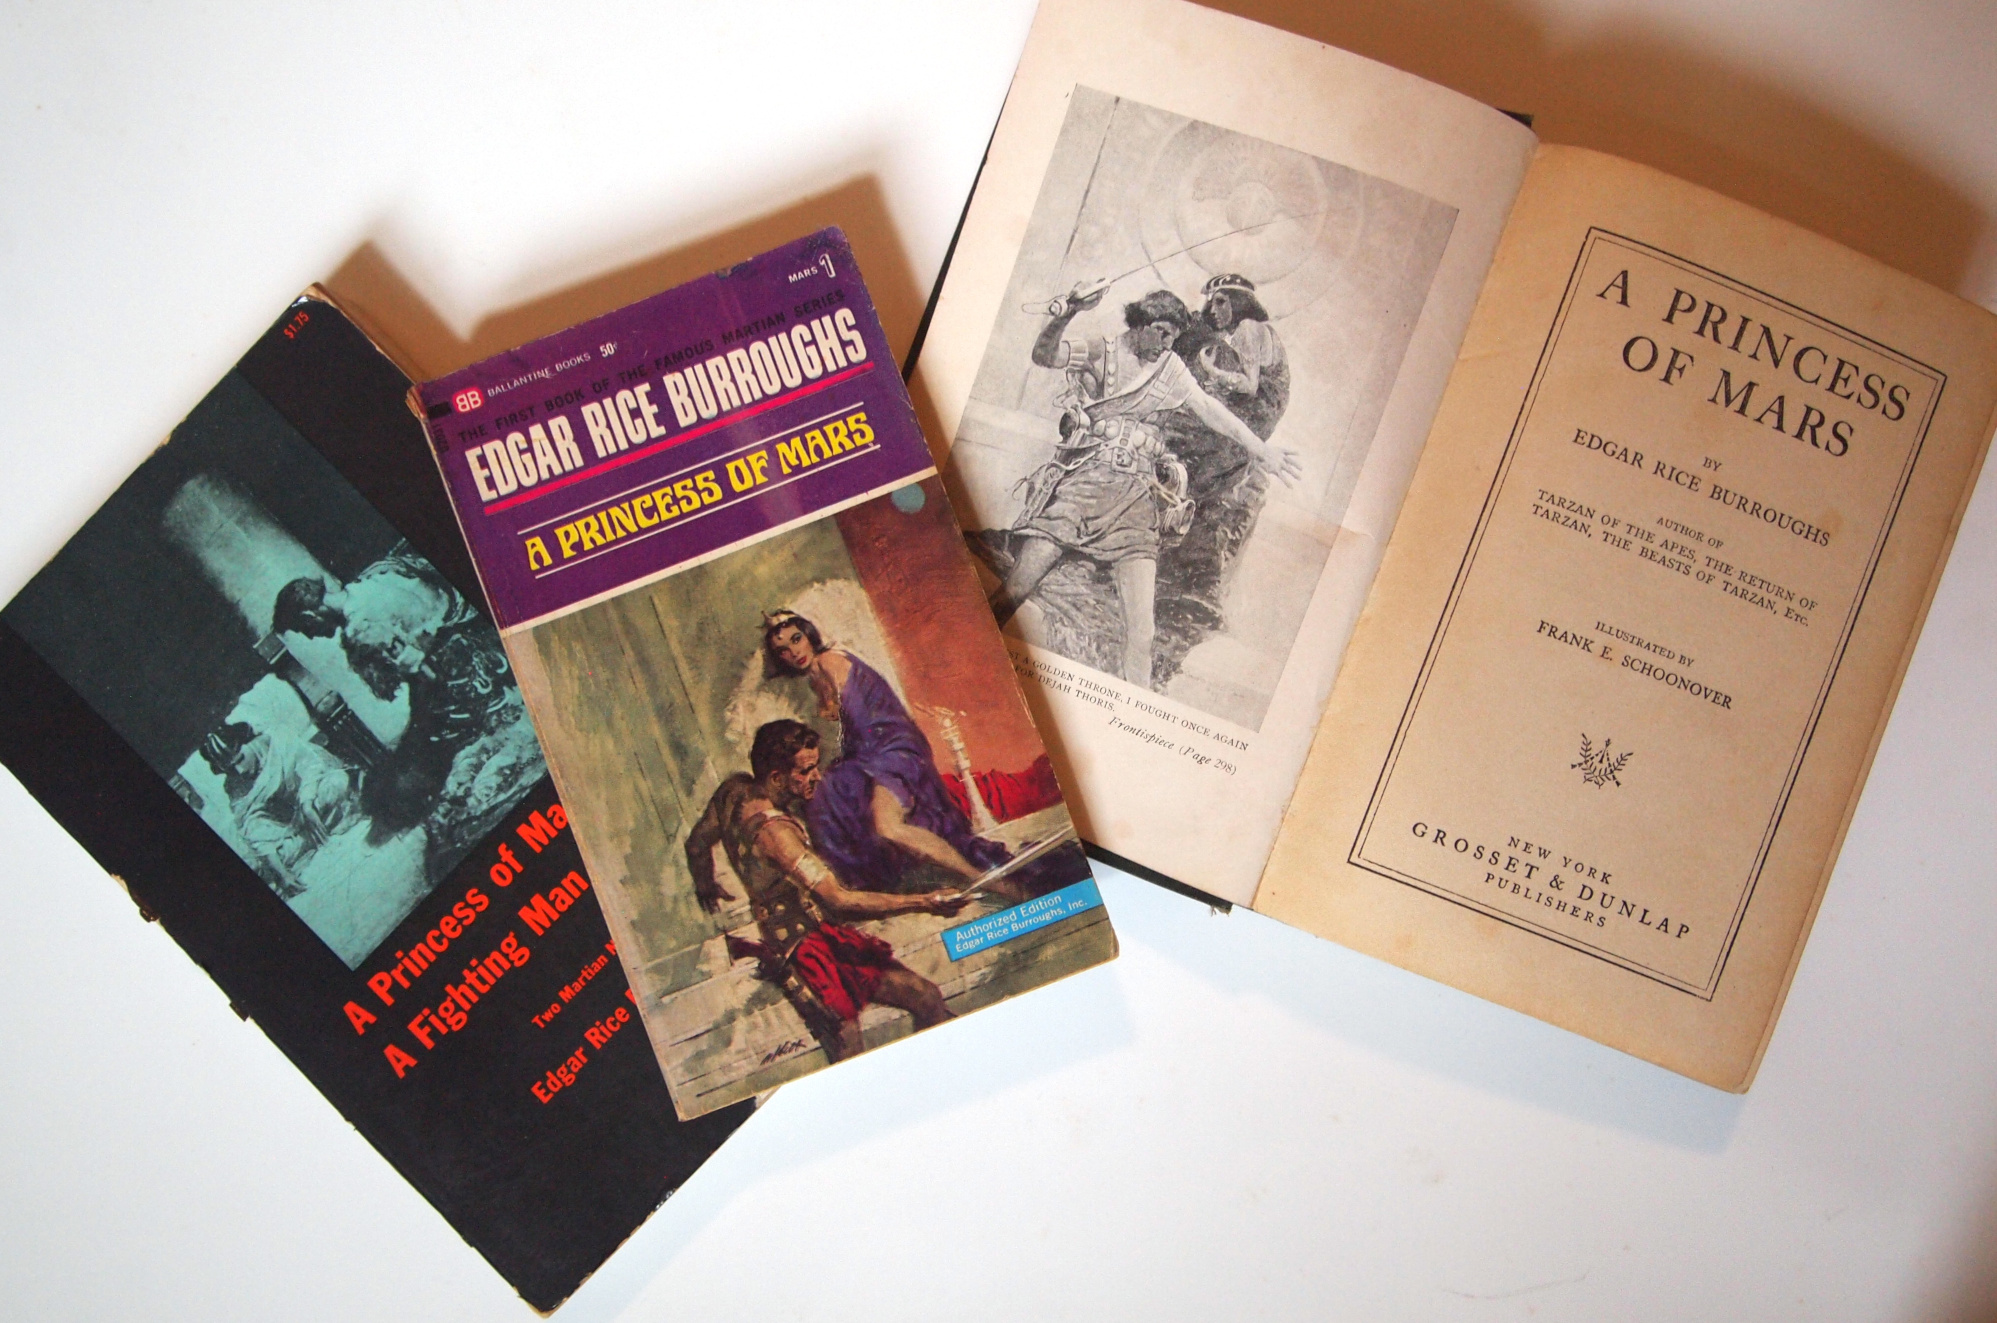 $1.75
A Princess of
A Fighting Man
Two Martian
Edgar Rice
MARS 1
BB BALLANTINE BOOKS 50¢
THE FIRST BOOK OF THE FAMOUS MARTIAN SERIES
EDGAR RICE BURROUGHS
A PRINCESS OF MARS
Authorized Edition
Edgar Rice Burroughs, Inc.
A GOLDEN THRONE, I FOUGHT ONCE AGAIN
FOR DEJAH THORIS.
Frontispiece (Page 298)
A PRINCESS
OF MARS
BY
EDGAR RICE BURROUGHS
AUTHOR OF
TARZAN OF THE APES, THE RETURN OF
TARZAN, THE BEASTS OF TARZAN, ETC.
ILLUSTRATED BY
FRANK E. SCHOONOVER
NEW YORK
GROSSET & DUNLAP
PUBLISHERS